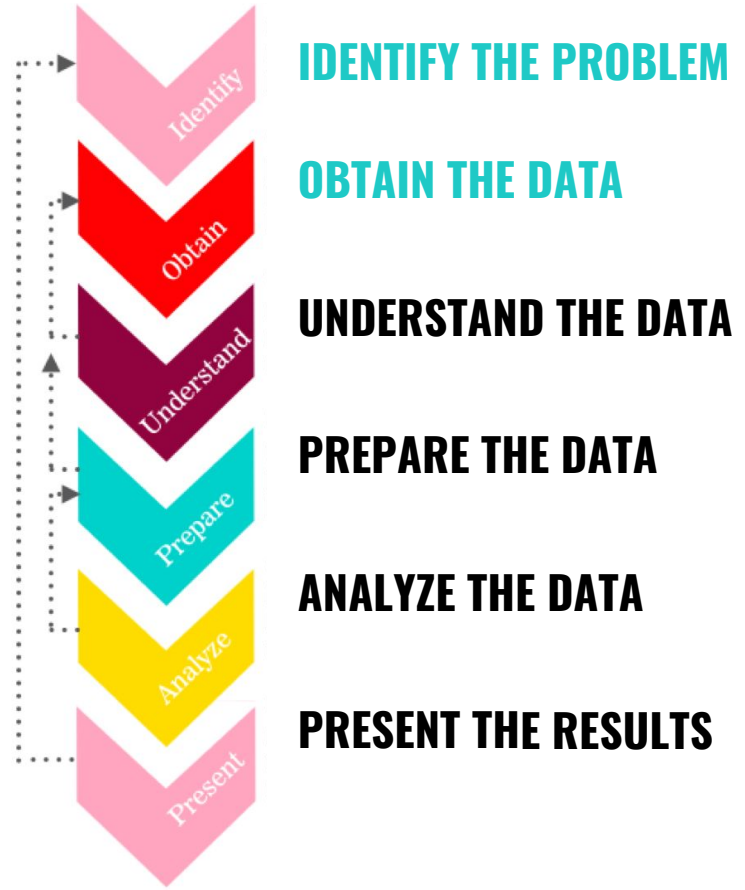 Identify
IDENTIFY THE PROBLEM
Obtain
OBTAIN THE DATA
Understand
UNDERSTAND THE DATA
Prepare
PREPARE THE DATA
Analyze
ANALYZE THE DATA
Present
PRESENT THE RESULTS